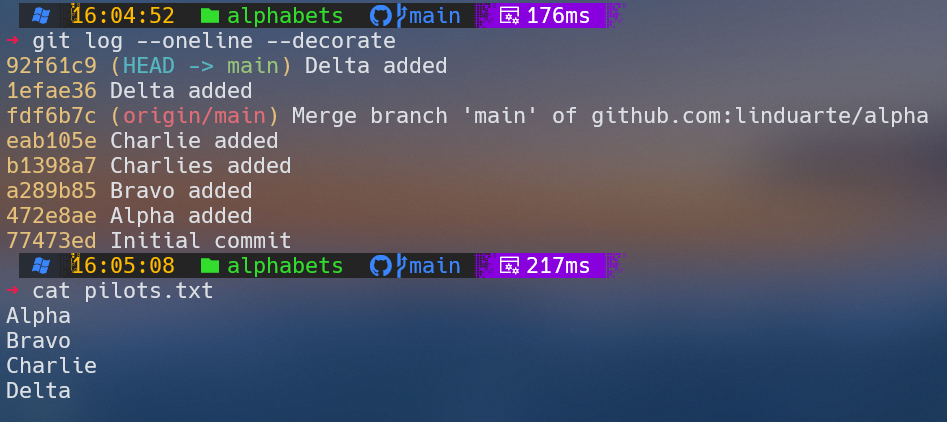 16:04:52 alphabets main 176ms
→ git log --oneline --decorate
92f61c9 (HEAD -> main) Delta added
1efae36 Delta added
fdf6b7c (origin/main) Merge branch 'main' of github.com:linduarte/alpha
eab105e Charlie added
b1398a7 Charlies added
a289b85 Bravo added
472e8ae Alpha added
77473ed Initial commit
16:05:08 alphabets main 217ms
→ cat pilots.txt
Alpha
Bravo
Charlie
Delta